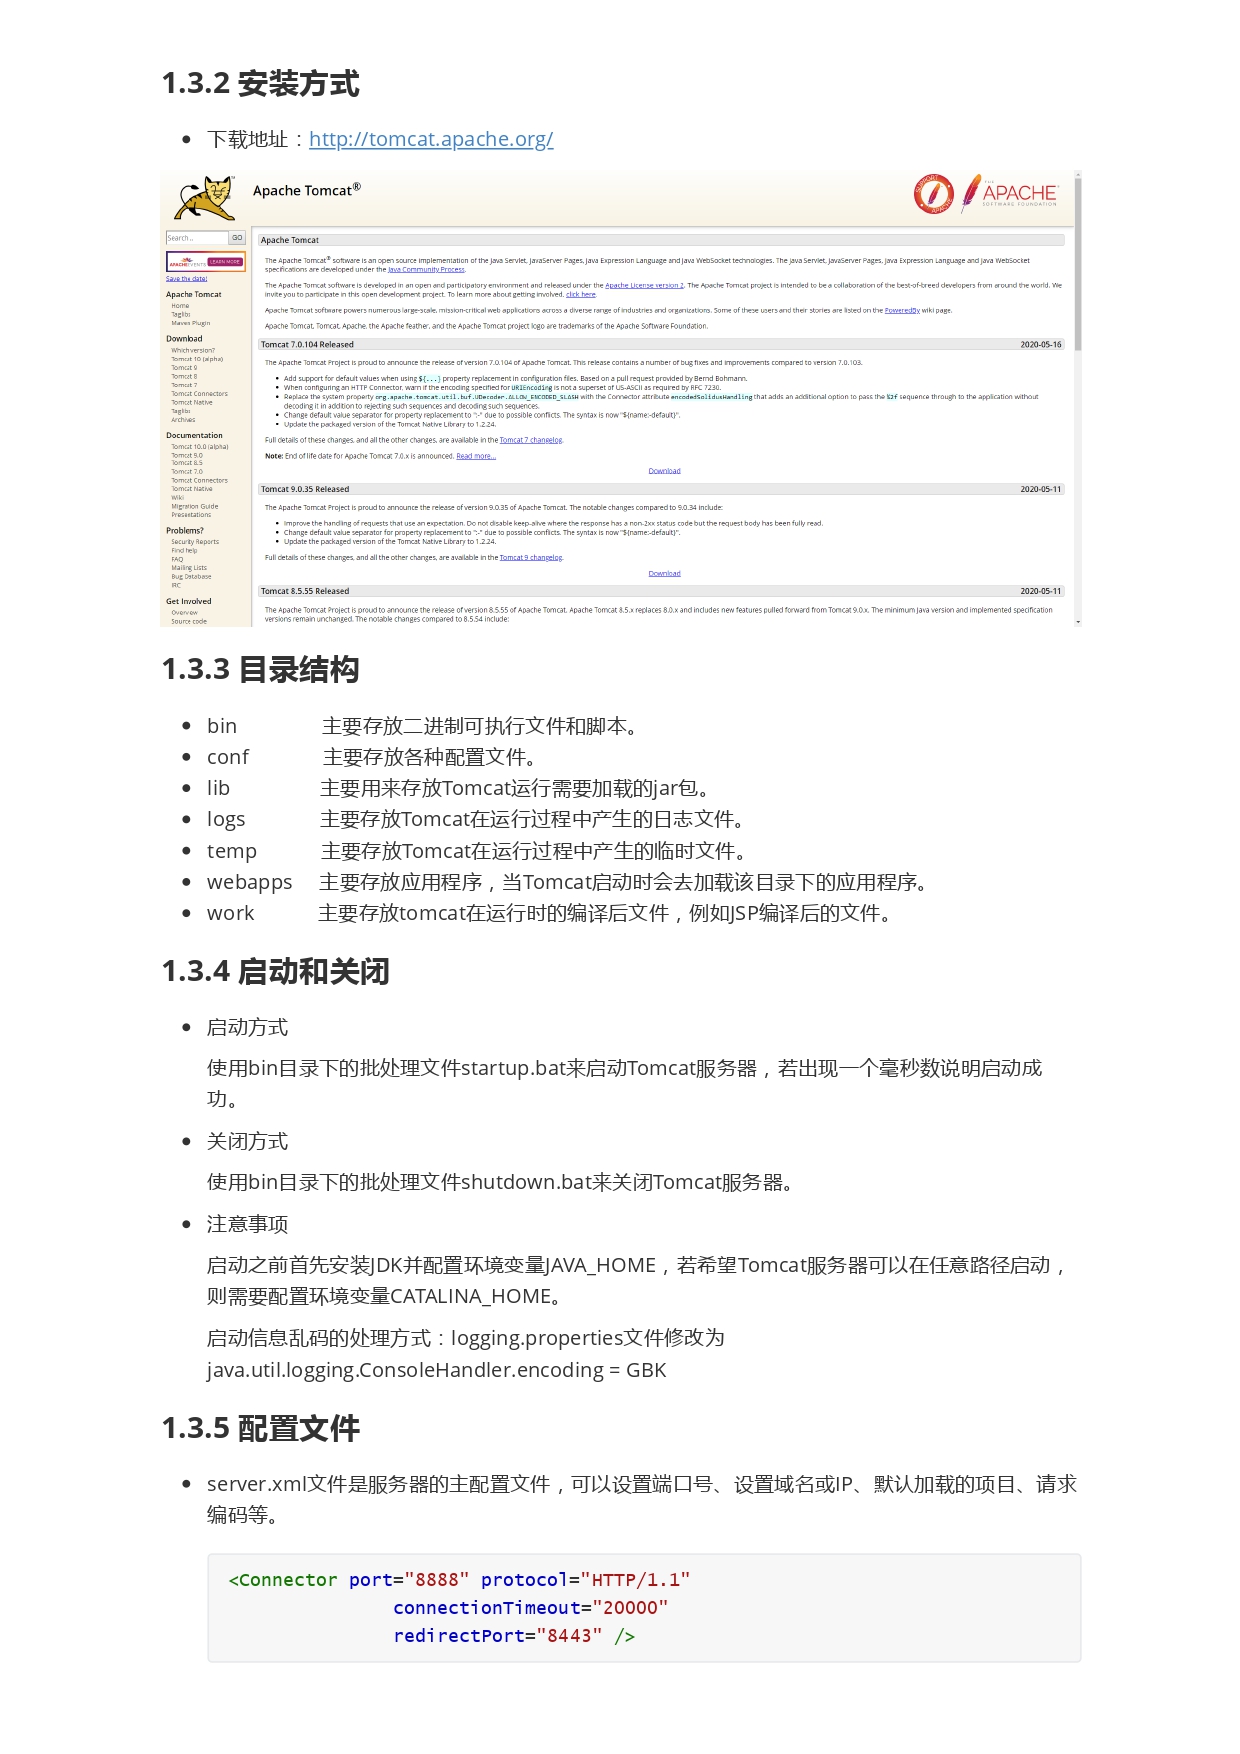 1.3.2 安装方式
下载地址：http://tomcat.apache.org/
Apache Tomcat®
SUPPORT APACHE
THE APACHE® SOFTWARE FOUNDATION
Search…
GO
APACHEEVENTS LEARN MORE
Save the date!
Apache Tomcat
Home
Taglibs
Maven Plugin
Download
Which version?
Tomcat 10 (alpha)
Tomcat 9
Tomcat 8
Tomcat 7
Tomcat Connectors
Tomcat Native
Taglibs
Archives
Documentation
Tomcat 10.0 (alpha)
Tomcat 9.0
Tomcat 8.5
Tomcat 7.0
Tomcat Connectors
Tomcat Native
Wiki
Migration Guide
Presentations
Problems?
Security Reports
Find help
FAQ
Mailing Lists
Bug Database
IRC
Get Involved
Overview
Source code
Apache Tomcat
The Apache Tomcat® software is an open source implementation of the Java Servlet, JavaServer Pages, Java Expression Language and Java WebSocket technologies. The Java Servlet, JavaServer Pages, Java Expression Language and Java WebSocket
specifications are developed under the Java Community Process.
The Apache Tomcat software is developed in an open and participatory environment and released under the Apache License version 2. The Apache Tomcat project is intended to be a collaboration of the best-of-breed developers from around the world. We
invite you to participate in this open development project. To learn more about getting involved, click here.
Apache Tomcat software powers numerous large-scale, mission-critical web applications across a diverse range of industries and organizations. Some of these users and their stories are listed on the PoweredBy wiki page.
Apache Tomcat, Tomcat, Apache, the Apache feather, and the Apache Tomcat project logo are trademarks of the Apache Software Foundation.
Tomcat 7.0.104 Released 2020-05-16
The Apache Tomcat Project is proud to announce the release of version 7.0.104 of Apache Tomcat. This release contains a number of bug fixes and improvements compared to version 7.0.103.
Add support for default values when using ${...} property replacement in configuration files. Based on a pull request provided by Bernd Bohmann.
When configuring an HTTP Connector, warn if the encoding specified for URIEncoding is not a superset of US-ASCII as required by RFC 7230.
Replace the system property org.apache.tomcat.util.buf.UDecoder.ALLOW_ENCODED_SLASH with the Connector attribute encodedSolidusHandling that adds an additional option to pass the %2f sequence through to the application without
decoding it in addition to rejecting such sequences and decoding such sequences.
Change default value separator for property replacement to ":-" due to possible conflicts. The syntax is now "${name:-default}".
Update the packaged version of the Tomcat Native Library to 1.2.24.
Full details of these changes, and all the other changes, are available in the Tomcat 7 changelog.
Note: End of life date for Apache Tomcat 7.0.x is announced. Read more...
Download
Tomcat 9.0.35 Released 2020-05-11
The Apache Tomcat Project is proud to announce the release of version 9.0.35 of Apache Tomcat. The notable changes compared to 9.0.34 include:
Improve the handling of requests that use an expectation. Do not disable keep-alive where the response has a non-2xx status code but the request body has been fully read.
Change default value separator for property replacement to ":-" due to possible conflicts. The syntax is now "${name:-default}".
Update the packaged version of the Tomcat Native Library to 1.2.24.
Full details of these changes, and all the other changes, are available in the Tomcat 9 changelog.
Download
Tomcat 8.5.55 Released 2020-05-11
The Apache Tomcat Project is proud to announce the release of version 8.5.55 of Apache Tomcat. Apache Tomcat 8.5.x replaces 8.0.x and includes new features pulled forward from Tomcat 9.0.x. The minimum Java version and implemented specification
versions remain unchanged. The notable changes compared to 8.5.54 include:
1.3.3 目录结构
bin 主要存放二进制可执行文件和脚本。
conf 主要存放各种配置文件。
lib 主要用来存放Tomcat运行需要加载的jar包。
logs 主要存放Tomcat在运行过程中产生的日志文件。
temp 主要存放Tomcat在运行过程中产生的临时文件。
webapps 主要存放应用程序，当Tomcat启动时会去加载该目录下的应用程序。
work 主要存放tomcat在运行时的编译后文件，例如JSP编译后的文件。
1.3.4 启动和关闭
启动方式
使用bin目录下的批处理文件startup.bat来启动Tomcat服务器，若出现一个毫秒数说明启动成
功。
关闭方式
使用bin目录下的批处理文件shutdown.bat来关闭Tomcat服务器。
注意事项
启动之前首先安装JDK并配置环境变量JAVA_HOME，若希望Tomcat服务器可以在任意路径启动，
则需要配置环境变量CATALINA_HOME。
启动信息乱码的处理方式：logging.properties文件修改为
java.util.logging.ConsoleHandler.encoding = GBK
1.3.5 配置文件
server.xml文件是服务器的主配置文件，可以设置端口号、设置域名或IP、默认加载的项目、请求
编码等。
<Connector port="8888" protocol="HTTP/1.1"
connectionTimeout="20000"
redirectPort="8443" />